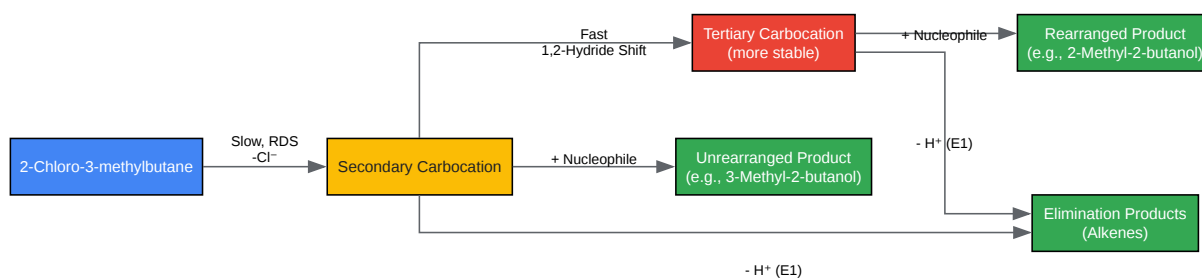 2-Chloro-3-methylbutane
Slow, RDS
-Cl⁻
Secondary Carbocation
Fast
1,2-Hydride Shift
Tertiary Carbocation
(more stable)
+ Nucleophile
Rearranged Product
(e.g., 2-Methyl-2-butanol)
+ Nucleophile
Unrearranged Product
(e.g., 3-Methyl-2-butanol)
- H⁺ (E1)
Elimination Products
(Alkenes)
- H⁺ (E1)